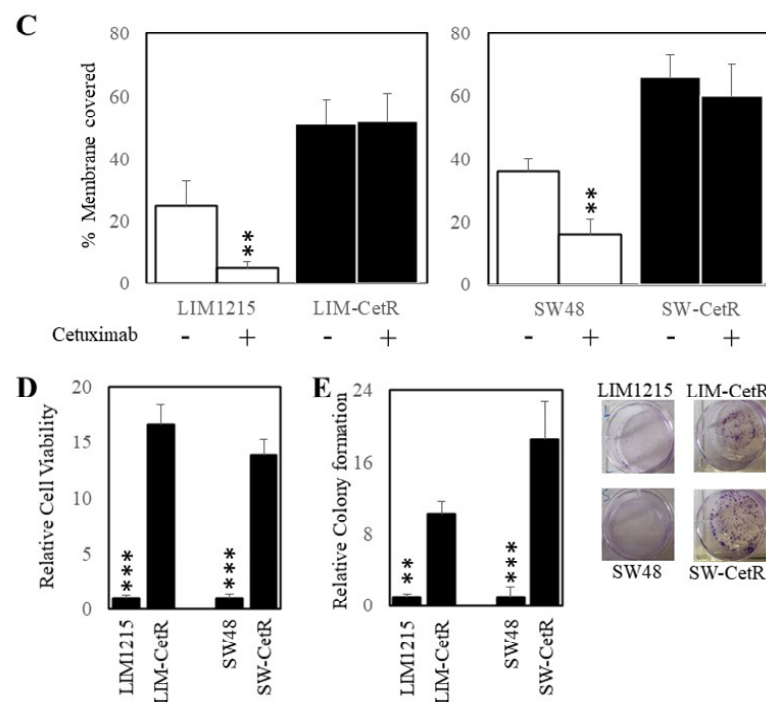 C
% Membrane covered
80
60
40
20
0
**
LIM1215 LIM-CetR
80
60
40
20
0
**
SW48 SW-CetR
Cetuximab - + - + - + - +
D
Relative Cell Viability
20
15
10
5
0
***
***
LIM1215
LIM-CetR
SW48
SW-CetR
E
Relative Colony formation
24
16
8
0
**
***
LIM1215
LIM-CetR
SW48
SW-CetR
LIM1215 LIM-CetR
SW48 SW-CetR